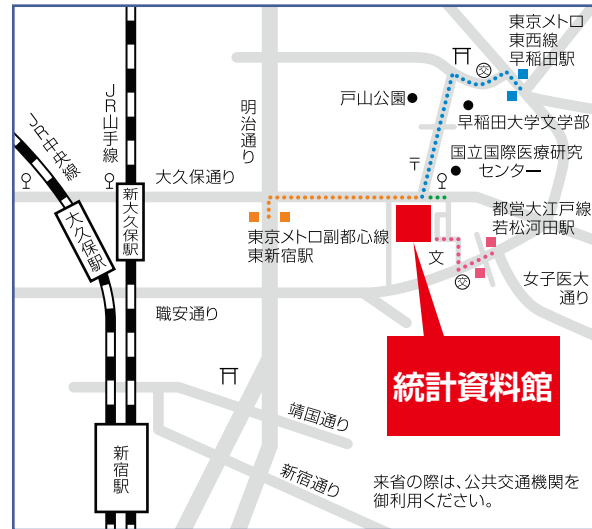 東京メトロ
東西線
早稲田駅
交
戸山公園
早稲田大学文学部
明治通り
JR山手線
JR中央線
国立国際医療研究
センター
〒
大久保通り
新大久保駅
大久保駅
都営大江戸線
若松河田駅
東京メトロ副都心線
東新宿駅
文
交
女子医大
通り
職安通り
統計資料館
靖国通り
新宿通り
新宿駅
来省の際は、公共交通機関を
御利用ください。